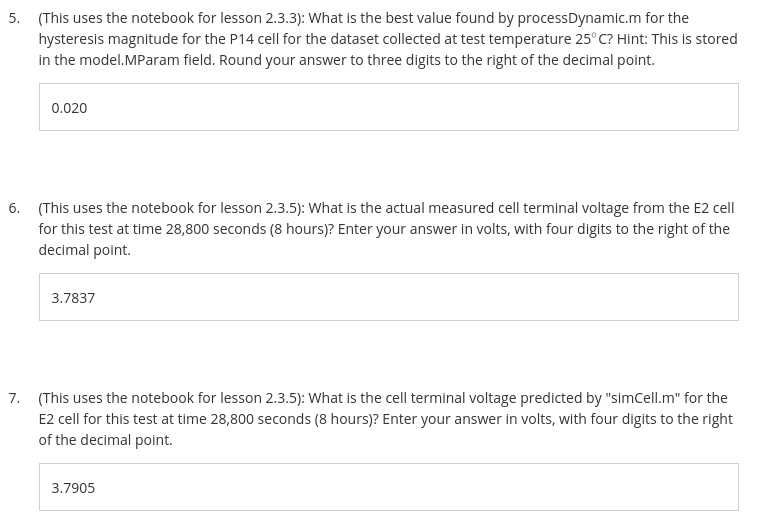 5. (This uses the notebook for lesson 2.3.3): What is the best value found by processDynamic.m for the
hysteresis magnitude for the P14 cell for the dataset collected at test temperature 25°C? Hint: This is stored
in the model.MParam field. Round your answer to three digits to the right of the decimal point.
0.020
6. (This uses the notebook for lesson 2.3.5): What is the actual measured cell terminal voltage from the E2 cell
for this test at time 28,800 seconds (8 hours)? Enter your answer in volts, with four digits to the right of the
decimal point.
3.7837
7. (This uses the notebook for lesson 2.3.5): What is the cell terminal voltage predicted by "simCell.m" for the
E2 cell for this test at time 28,800 seconds (8 hours)? Enter your answer in volts, with four digits to the right
of the decimal point.
3.7905